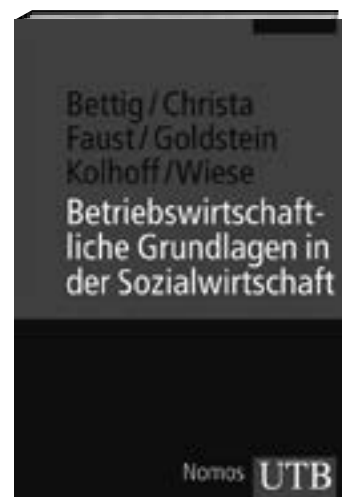 Bettig / Christa
Faust / Goldstein
Kolhoff / Wiese
Betriebswirtschaft-
liche Grundlagen in
der Sozialwirtschaft
Nomos UTB